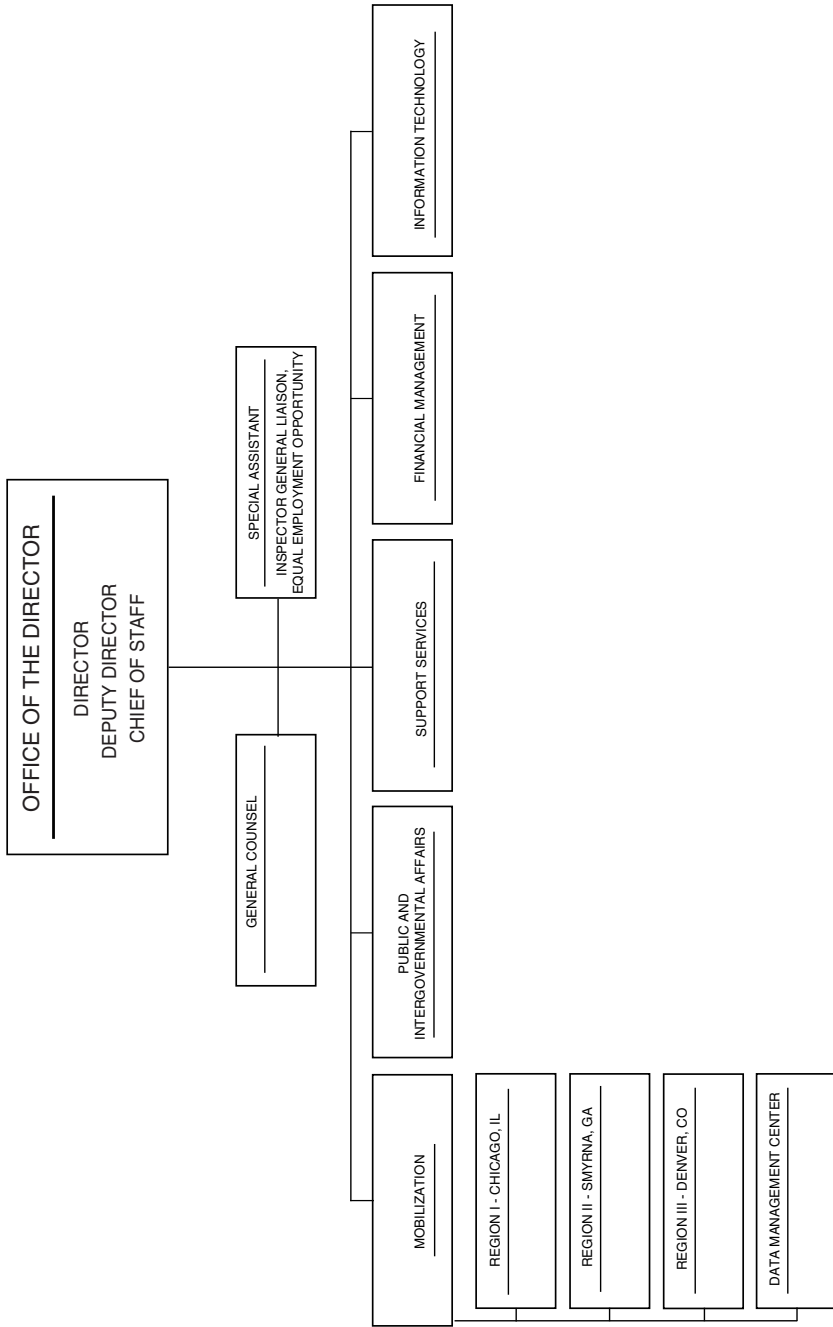 OFFICE OF THE DIRECTOR
DIRECTOR
DEPUTY DIRECTOR
CHIEF OF STAFF
GENERAL COUNSEL
SPECIAL ASSISTANT
INSPECTOR GENERAL LIAISON,
EQUAL EMPLOYMENT OPPORTUNITY
MOBILIZATION
PUBLIC AND
INTERGOVERNMENTAL AFFAIRS
SUPPORT SERVICES
FINANCIAL MANAGEMENT
INFORMATION TECHNOLOGY
REGION I - CHICAGO, IL
REGION II - SMYRNA, GA
REGION III - DENVER, CO
DATA MANAGEMENT CENTER